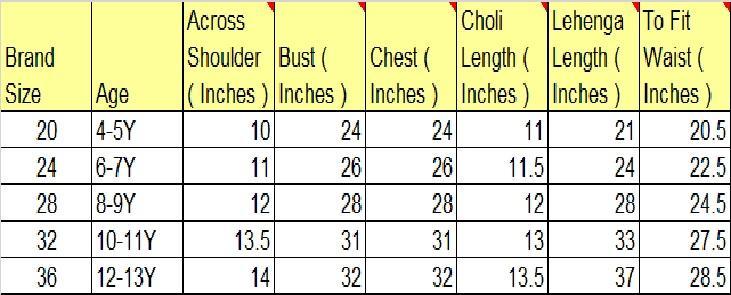 Brand Size | Age | Across Shoulder ( Inches ) | Bust ( Inches ) | Chest ( Inches ) | Choli Length ( Inches ) | Lehenga Length ( Inches ) | To Fit Waist ( Inches )
20 | 4-5Y | 10 | 24 | 24 | 11 | 21 | 20.5
24 | 6-7Y | 11 | 26 | 26 | 11.5 | 24 | 22.5
28 | 8-9Y | 12 | 28 | 28 | 12 | 28 | 24.5
32 | 10-11Y | 13.5 | 31 | 31 | 13 | 33 | 27.5
36 | 12-13Y | 14 | 32 | 32 | 13.5 | 37 | 28.5